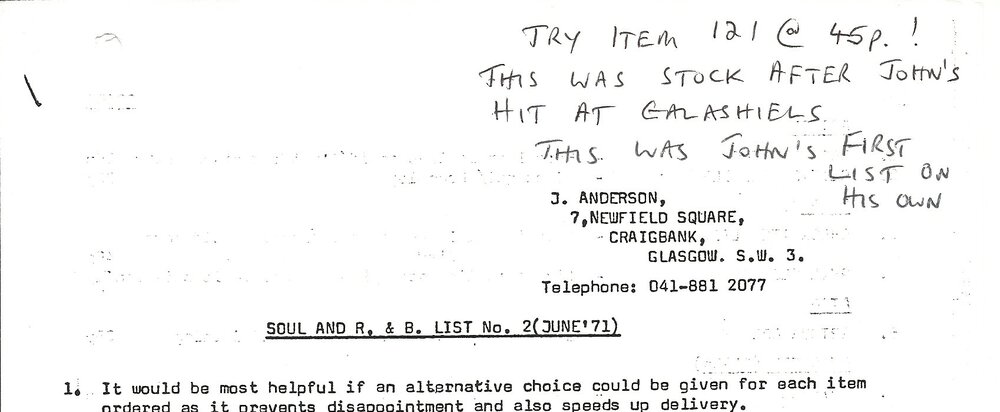 TRY ITEM 121 @ 45p. !
THIS WAS STOCK AFTER JOHN'S
HIT AT GALASHIELS
THIS WAS JOHN'S FIRST
LIST ON
HIS OWN
J. ANDERSON,
7,NEWFIELD SQUARE,
CRAIGBANK,
GLASGOW. S.W. 3.
Telephone: 041-881 2077
SOUL AND R. & B. LIST No. 2(JUNE'71)
1. It would be most helpful if an alternative choice could be given for each item
ordered as it prevents disappointment and also speeds up delivery.